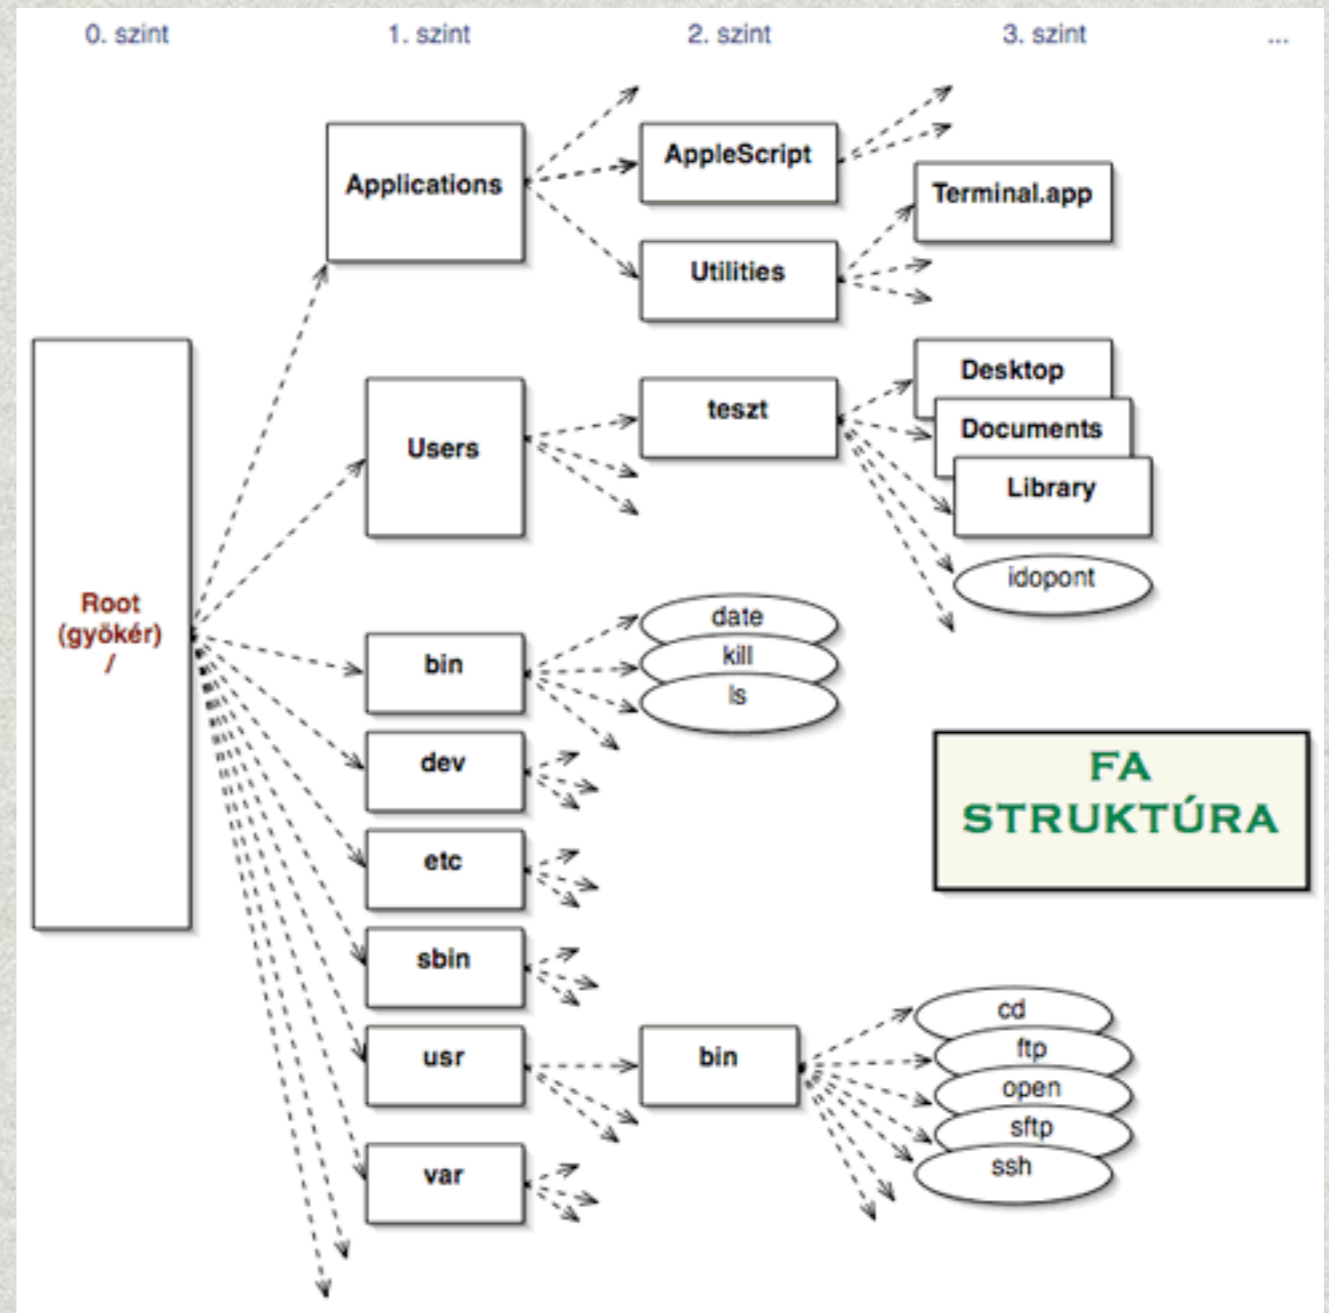 0. szint
1. szint
2. szint
3. szint
...
Applications
AppleScript
Terminal.app
Utilities
Root
(gyökér)
/
Users
teszt
Desktop
Documents
Library
idopont
bin
date
kill
ls
dev
etc
sbin
usr
bin
cd
ftp
open
sftp
ssh
var
FA
STRUKTÚRA